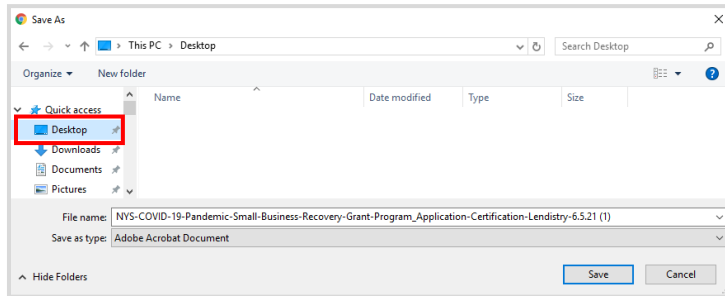 Save As
This PC > Desktop
Search Desktop
Organize New folder
Name Date modified Type Size
Quick access
Desktop
Downloads
Documents
Pictures
File name: NYS-COVID-19-Pandemic-Small-Business-Recovery-Grant-Program_Application-Certification-Lendistry-6.5.21 (1)
Save as type: Adobe Acrobat Document
Hide Folders Save Cancel